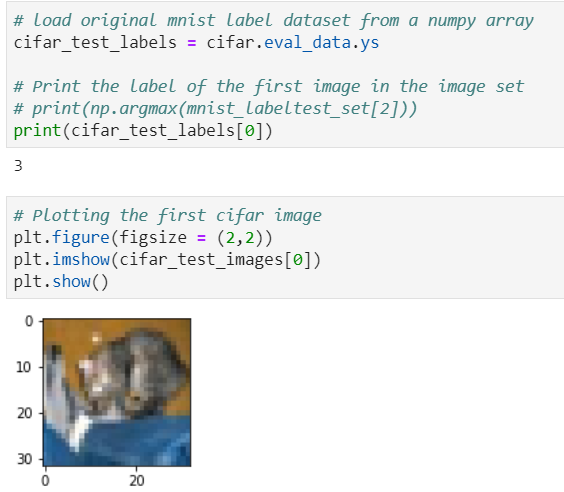 # load original mnist label dataset from a numpy array
cifar_test_labels = cifar.eval_data.ys
# Print the label of the first image in the image set
# print(np.argmax(mnist_labeltest_set[2]))
print(cifar_test_labels[0])
3
# Plotting the first cifar image
plt.figure(figsize = (2,2))
plt.imshow(cifar_test_images[0])
plt.show()
0
10
20
30
0 20